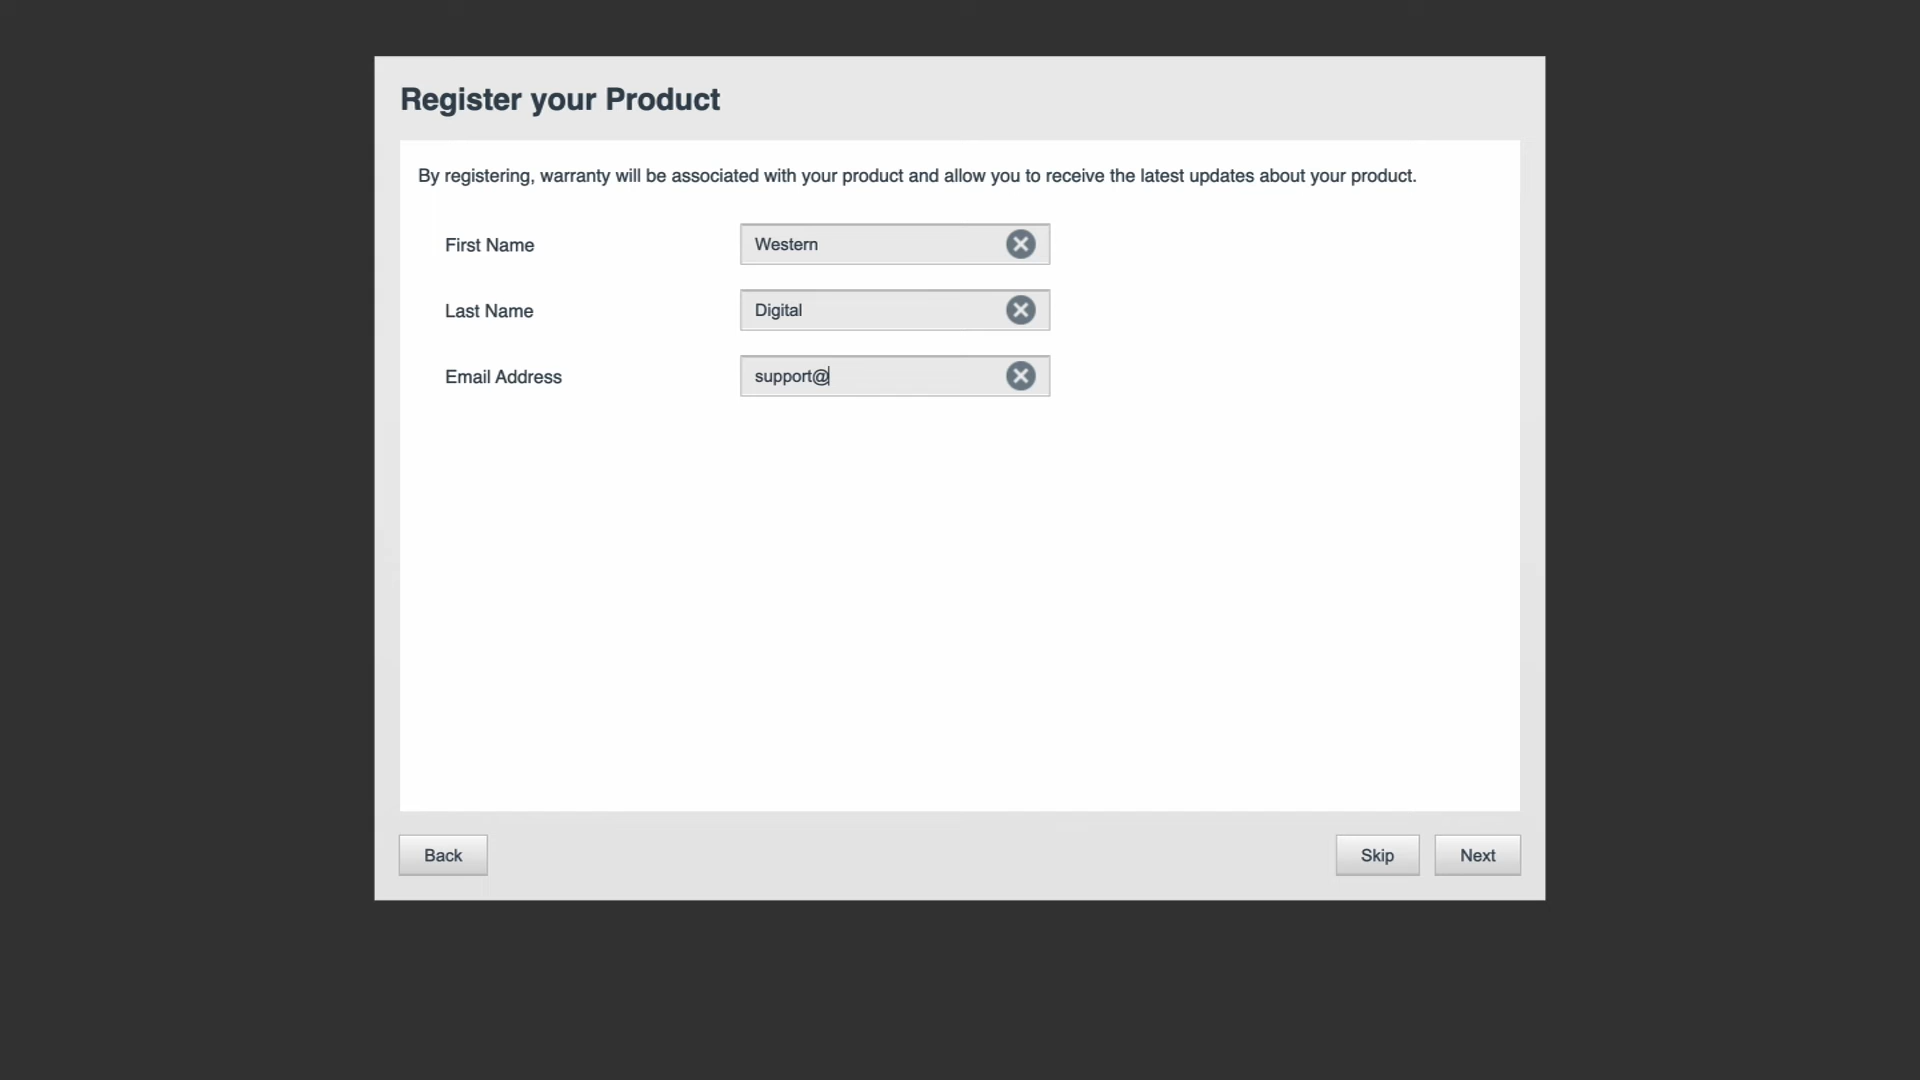 Register your Product
By registering, warranty will be associated with your product and allow you to receive the latest updates about your product.
First Name Western
Last Name Digital
Email Address support@
Back Skip Next